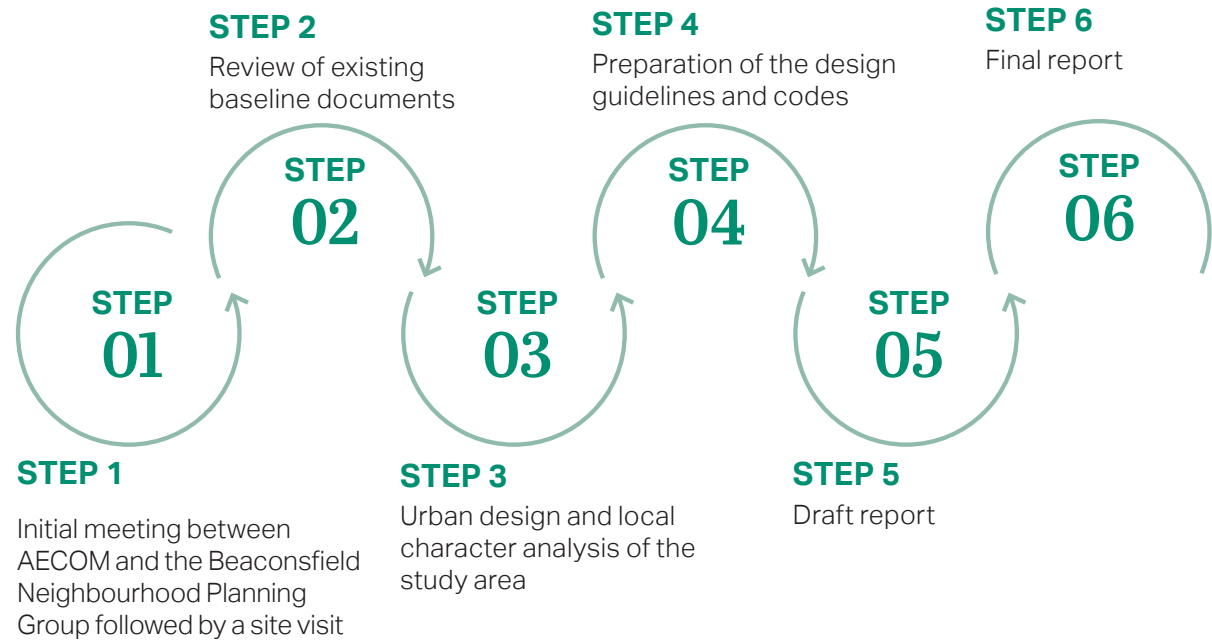 STEP 2
Review of existing
baseline documents
STEP 4
Preparation of the design
guidelines and codes
STEP 6
Final report
STEP
02
STEP
04
STEP
06
STEP
01
STEP
03
STEP
05
STEP 1
Initial meeting between
AECOM and the Beaconsfield
Neighbourhood Planning
Group followed by a site visit
STEP 3
Urban design and local
character analysis of the
study area
STEP 5
Draft report